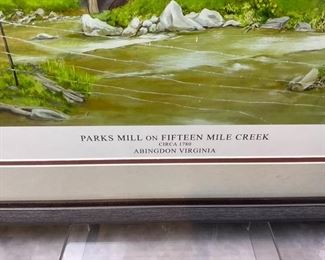 PARKS MILL ON FIFTEEN MILE CREEK
CIRCA 1780
ABINGDON VIRGINIA